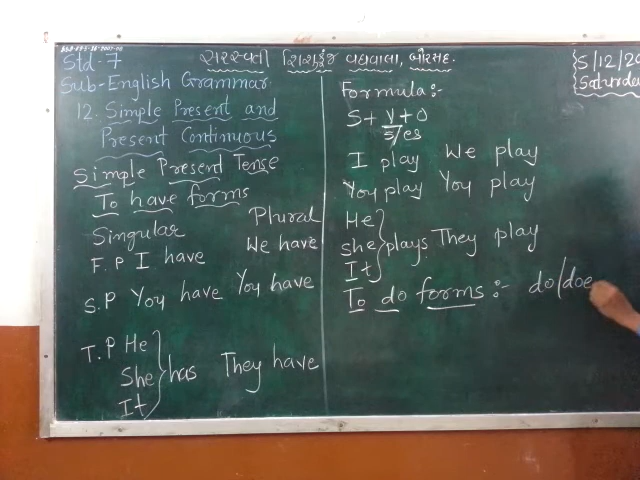 Std-7
સરસ્વતી શિશુકુંજ વઘવાલા, બોરસદ.
S/12/20
Saturda
Sub-English Grammar
12. Simple Present and
Present Continuous
Simple Present Tense
To have forms
Singular Plural
F.P I have We have
S.P You have You have
T.P He
She } has They have
It
Formula:-
S+ V + O
s/es
I play We play
You play You play
He
She } plays. They play
It
To do forms :- do/doe